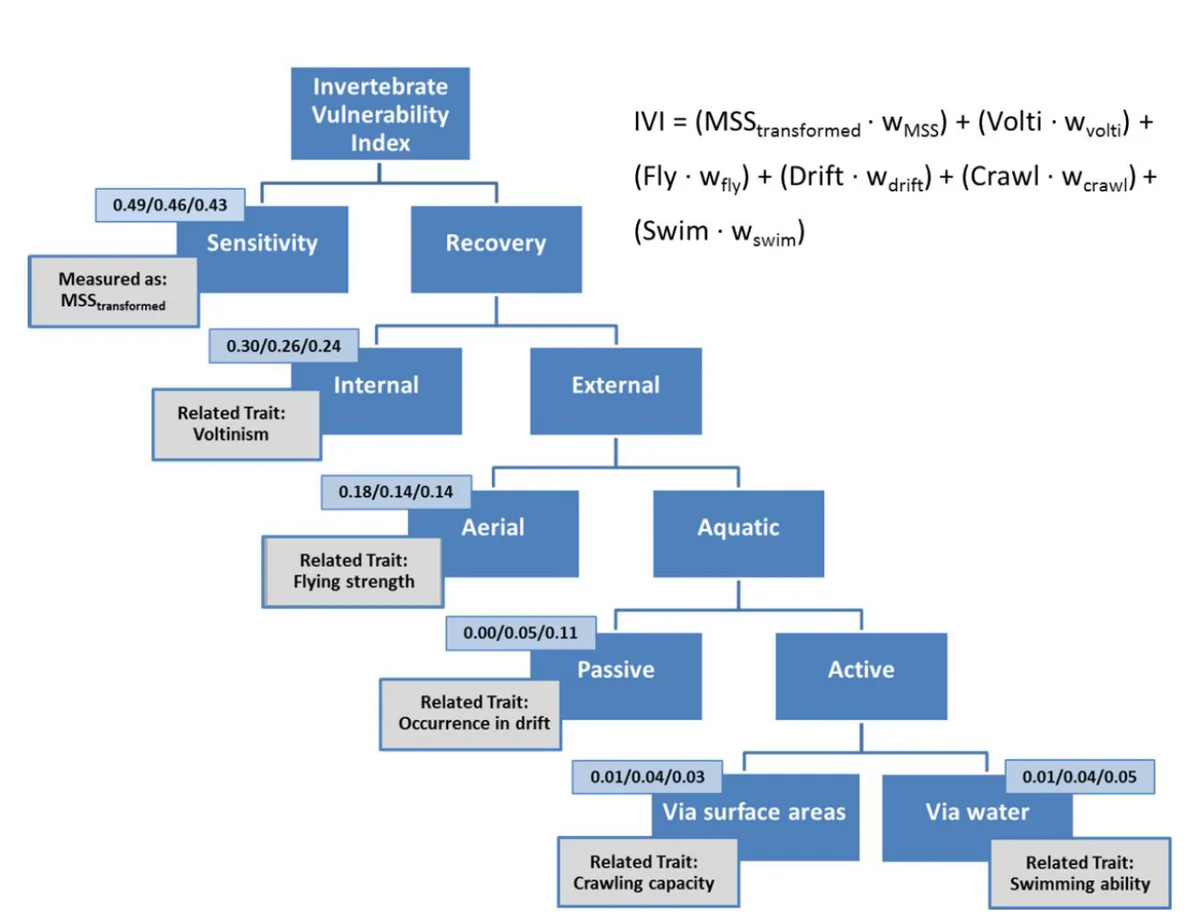 Invertebrate
Vulnerability
Index
IVI = (MSStransformed · wMSS) + (Volti · wvolti) +
(Fly · wfly) + (Drift · wdrift) + (Crawl · wcrawl) +
(Swim · wswim)
0.49/0.46/0.43
Sensitivity
Recovery
Measured as:
MSStransformed
0.30/0.26/0.24
Internal
External
Related Trait:
Voltinism
0.18/0.14/0.14
Aerial
Aquatic
Related Trait:
Flying strength
0.00/0.05/0.11
Passive
Active
Related Trait:
Occurrence in drift
0.01/0.04/0.03
Via surface areas
Related Trait:
Crawling capacity
0.01/0.04/0.05
Via water
Related Trait:
Swimming ability